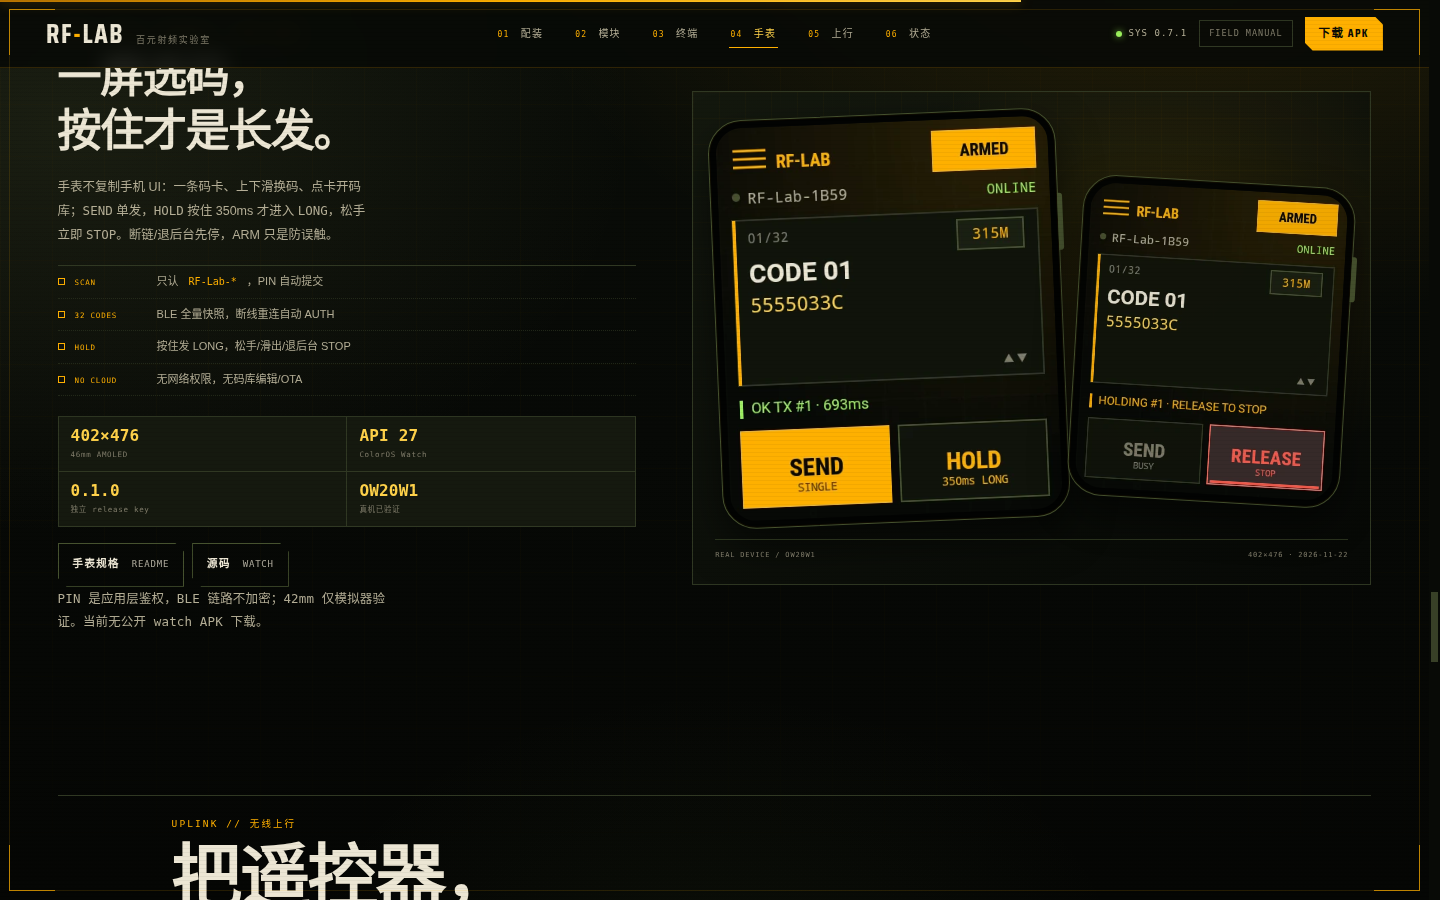 RF-LAB 百元射频实验室
01 配装 02 模块 03 终端 04 手表 05 上行 06 状态
SYS 0.7.1
FIELD MANUAL
下载 APK
一屏选码，
按住才是长发。
手表不复制手机 UI：一条码卡、上下滑换码、点卡开码
库；SEND 单发，HOLD 按住 350ms 才进入 LONG，松手
立即 STOP。断链/退后台先停，ARM 只是防误触。
SCAN 只认 RF-Lab-* ，PIN 自动提交
32 CODES BLE 全量快照，断线重连自动 AUTH
HOLD 按住发 LONG，松手/滑出/退后台 STOP
NO CLOUD 无网络权限，无码库编辑/OTA
402×476
46mm AMOLED
API 27
ColorOS Watch
0.1.0
独立 release key
OW20W1
真机已验证
手表规格 README
源码 WATCH
PIN 是应用层鉴权，BLE 链路不加密；42mm 仅模拟器验
证。当前无公开 watch APK 下载。
RF-LAB
ARMED
RF-Lab-1B59
ONLINE
01/32
315M
CODE 01
5555033C
▲▼
OK TX #1 · 693ms
SEND
SINGLE
HOLD
350ms LONG
RF-LAB
ARMED
RF-Lab-1B59
ONLINE
01/32
315M
CODE 01
5555033C
▲▼
HOLDING #1 · RELEASE TO STOP
SEND
BUSY
RELEASE
STOP
REAL DEVICE / OW20W1
402×476 · 2026-11-22
UPLINK // 无线上行
把遥控器，